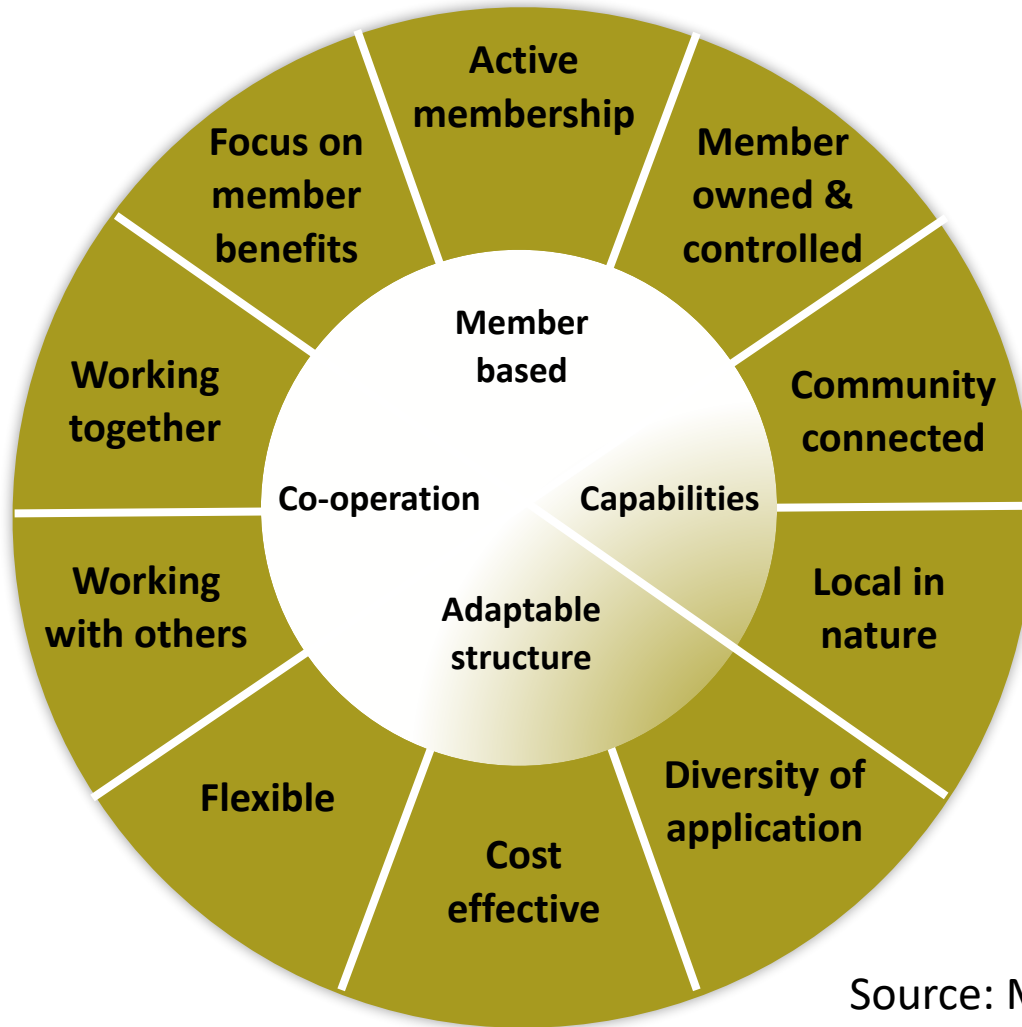 Active
membership
Member
owned &
controlled
Community
connected
Local in
nature
Diversity of
application
Cost
effective
Flexible
Working
with others
Working
together
Focus on
member
benefits
Member
based
Co-operation
Capabilities
Adaptable
structure
Source: